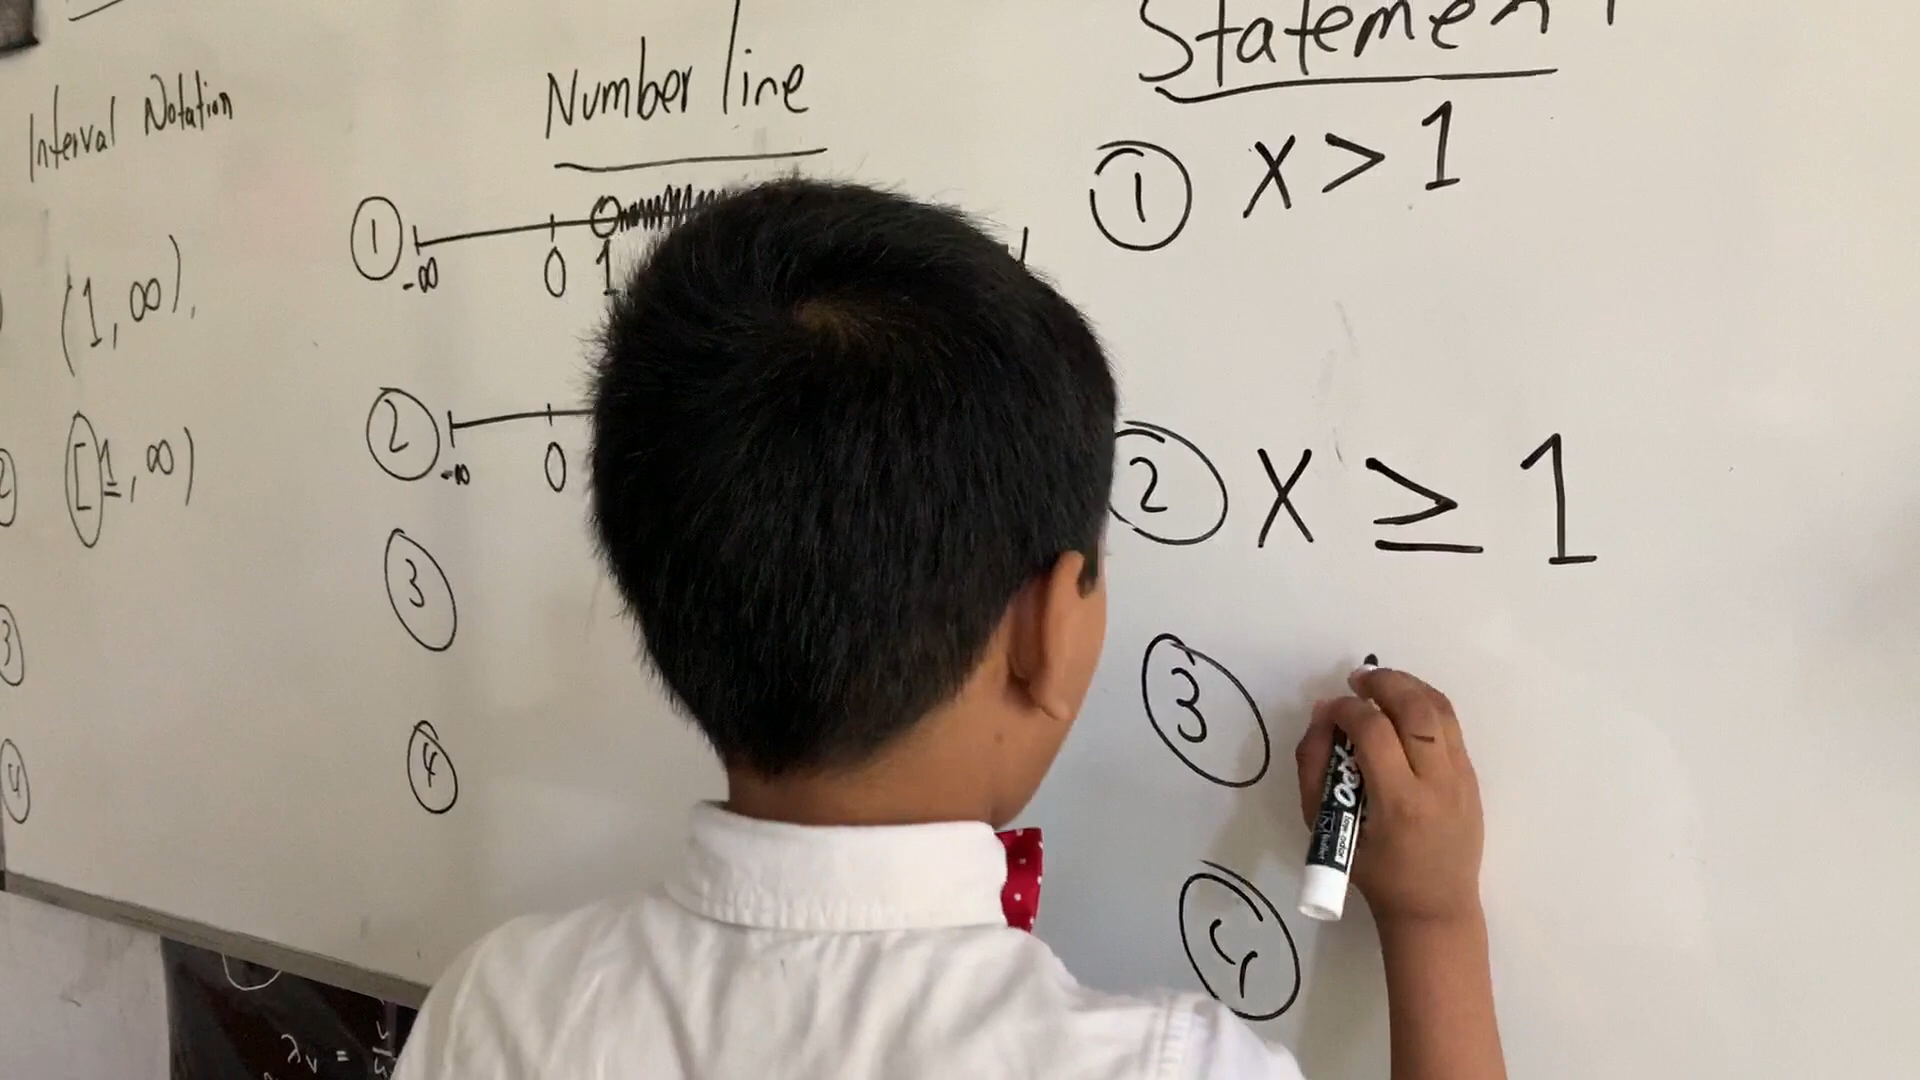 Interval Notation
(1, ∞),
2 [1, ∞)
3
4
Number line
1
-∞ 0 1
2
-∞ 0
3
4
Statement
1 x > 1
2 x ≥ 1
3
4
EXPO
λv =